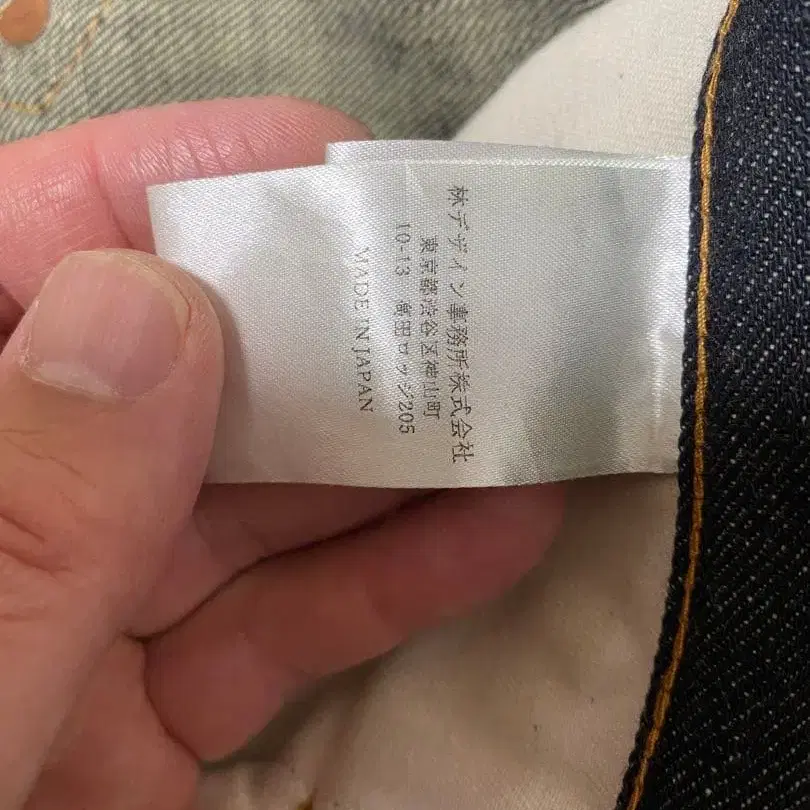 林デザイン事務所株式会社
東京都渋谷区神山町
10-13 富田ロッジ205
MADE IN JAPAN